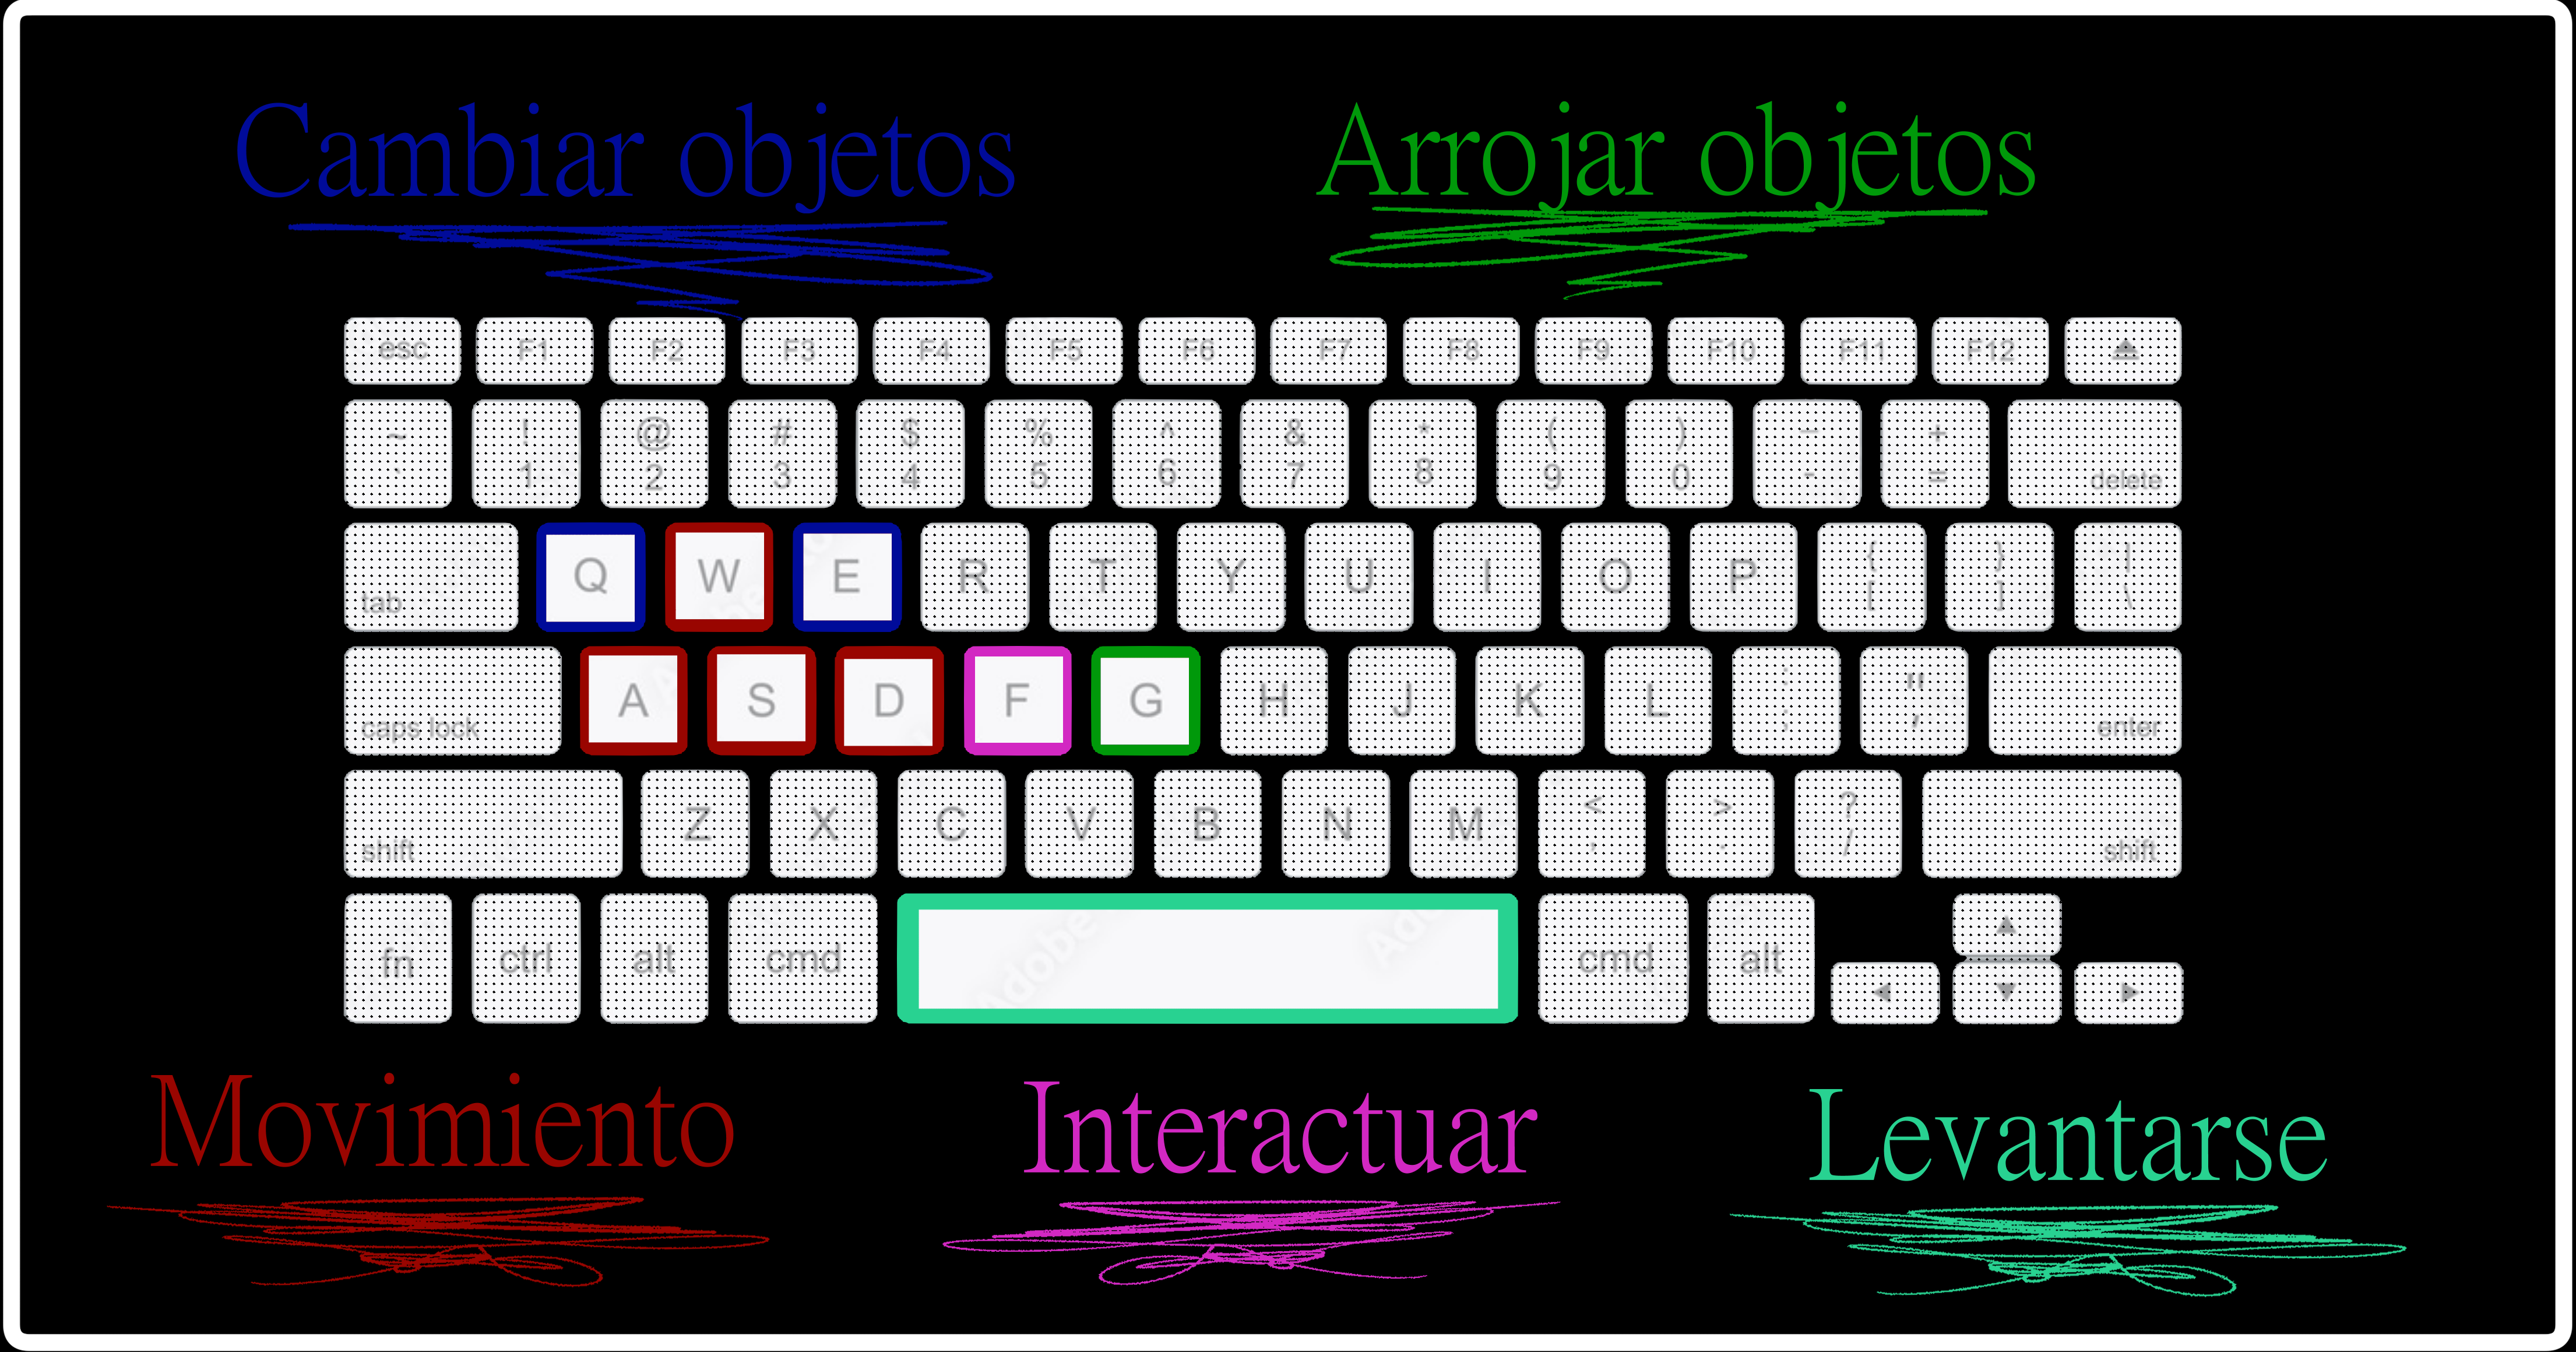 Cambiar objetos Arrojar objetos
esc F1 F2 F3 F4 F5 F6 F7 F8 F9 F10 F11 F12
~ ! @ # $ % ^ & * ( ) – +
` 1 2 3 4 5 6 7 8 9 0 - = delete
tab Q W E R T Y U I O P { [ } ] | \
caps lock A S D F G H J K L : ; " ' enter
shift Z X C V B N M < , > . ? / shift
fn ctrl alt cmd Adobe cmd alt
Movimiento Interactuar Levantarse